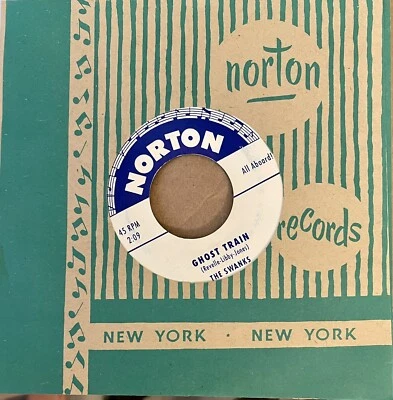 norton
NORTON
All Aboard!
45 RPM
2:09
GHOST TRAIN
(Revelle-Libby-Jones)
THE SWANKS
records
NEW YORK · NEW YORK